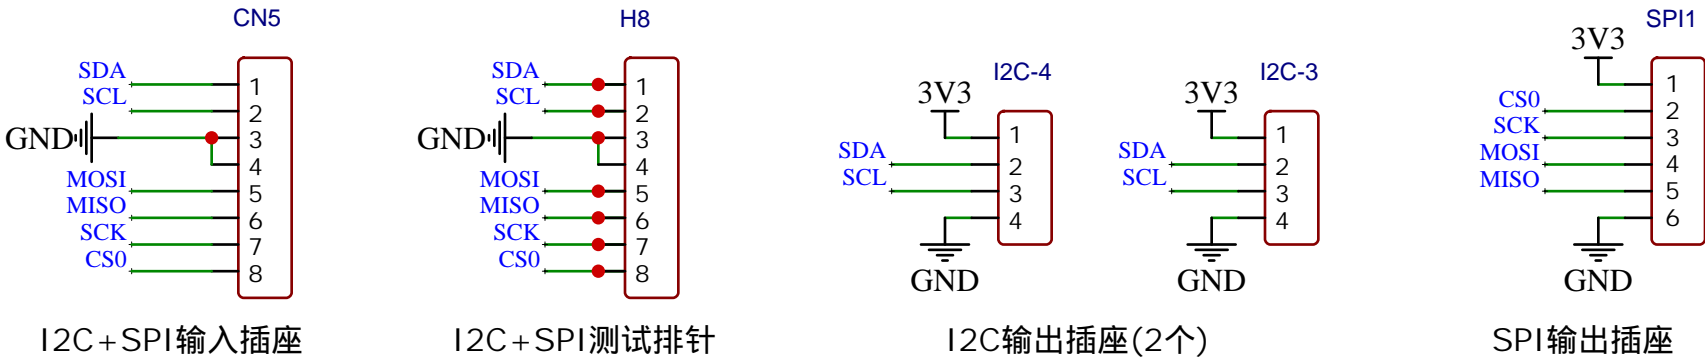 CN5
SDA
1
SCL
2
GND
3
4
MOSI
5
MISO
6
SCK
7
CS0
8
I2C+SPI输入插座
H8
SDA
1
SCL
2
GND
3
4
MOSI
5
MISO
6
SCK
7
CS0
8
I2C+SPI测试排针
I2C-4
3V3
1
SDA
2
SCL
3
4
GND
I2C-3
3V3
1
SDA
2
SCL
3
4
GND
I2C输出插座(2个)
SPI1
3V3
1
CS0
2
SCK
3
MOSI
4
MISO
5
6
GND
SPI输出插座